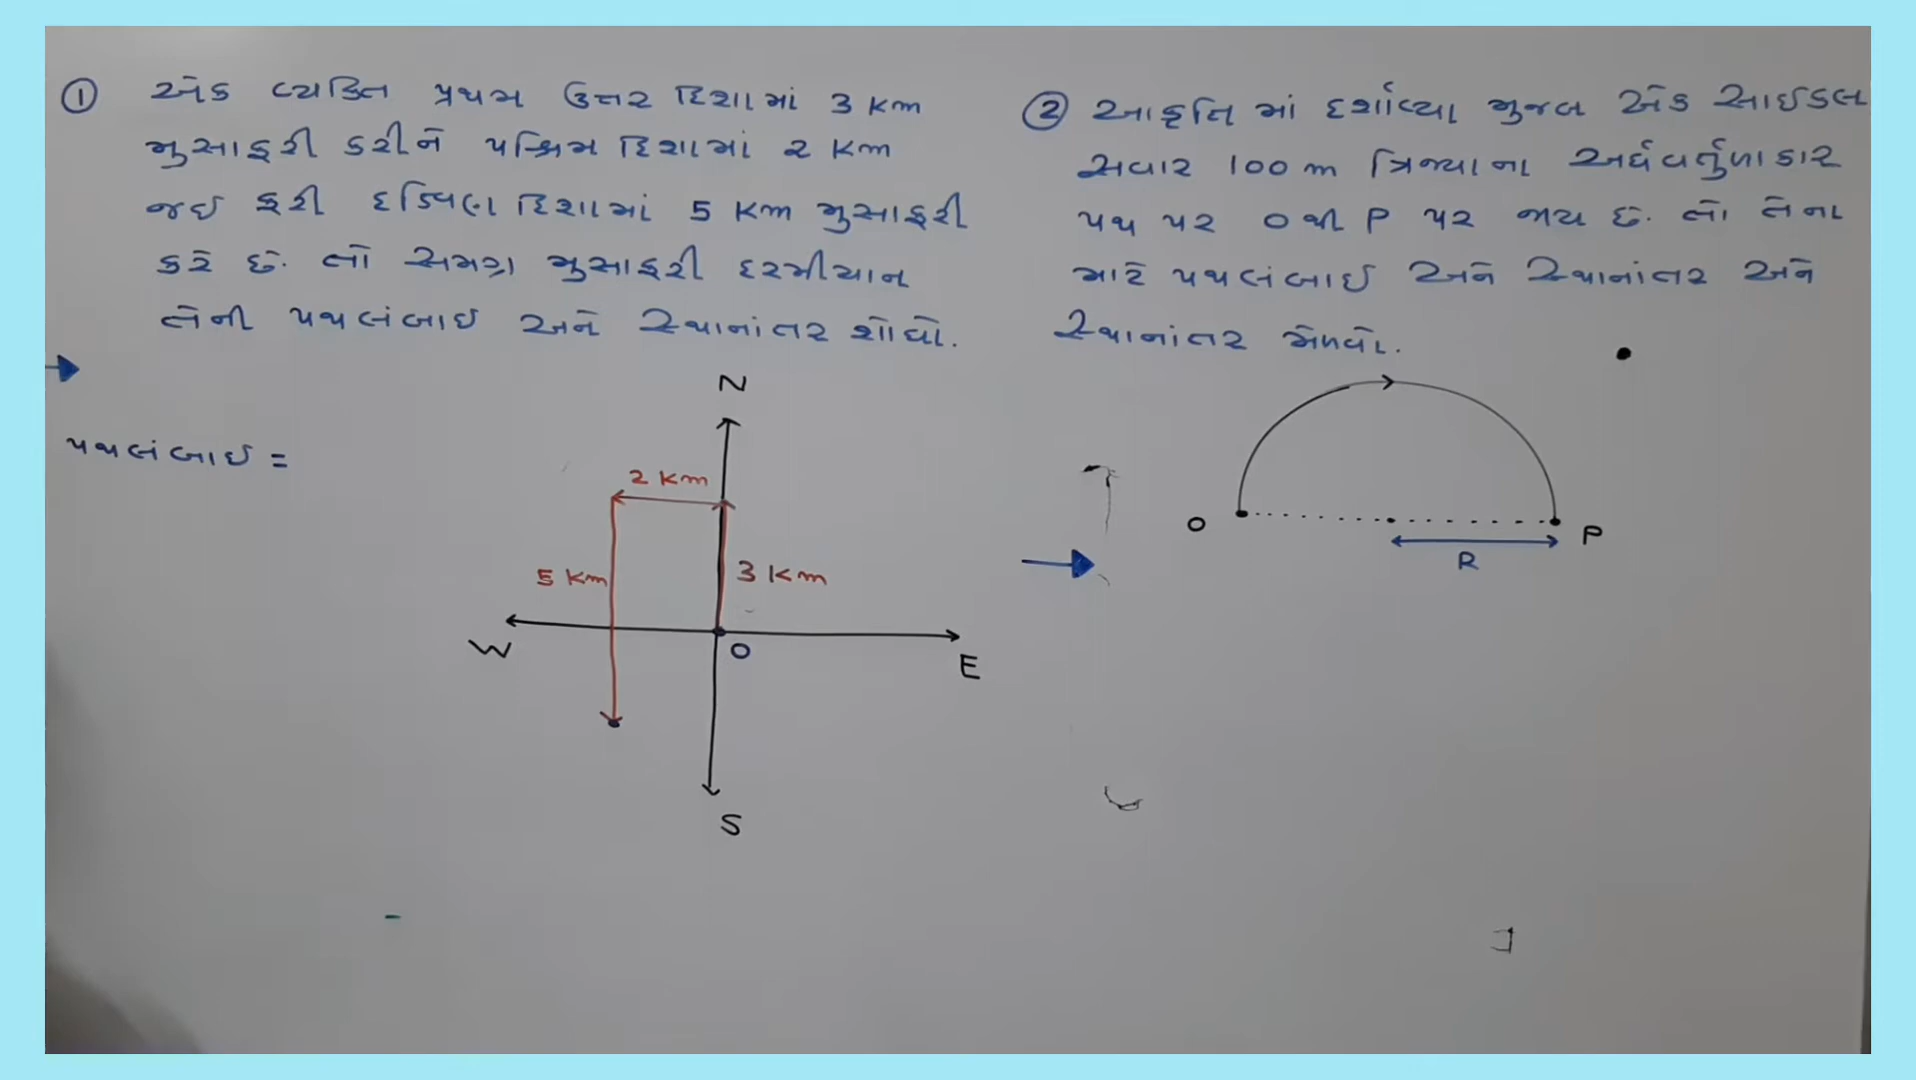 ① એક વ્યક્તિ પ્રથમ ઉત્તર દિશામાં 3 Km
મુસાફરી કરીને પશ્ચિમ દિશામાં 2 Km
જઇ ફરી દક્ષિણ દિશામાં 5 Km મુસાફરી
કરે છે. તો સમગ્ર મુસાફરી દરમીયાન
તેની પથલંબાઇ અને સ્થાનાંતર શોધો.
પથલંબાઇ =
N
2 Km
5 Km
3 Km
W
O
E
S
② આકૃતિ માં દર્શાવ્યા મુજબ એક સાઇકલ
સવાર 100 m ત્રિજ્યાના અર્ધવર્તુળાકાર
પથ પર O થી P પર જાય છે. તો તેના
માટે પથલંબાઈ અને સ્થાનાંતર અને
સ્થાનાંતર મેળવો.
O
P
R